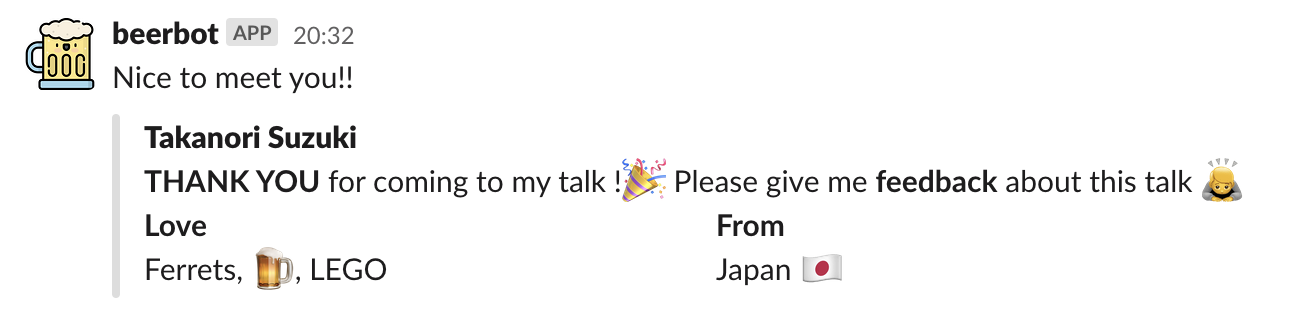 beerbot APP 20:32
Nice to meet you!!
Takanori Suzuki
THANK YOU for coming to my talk !🎉 Please give me feedback about this talk 🙇
Love From
Ferrets, 🍺, LEGO Japan 🇯🇵